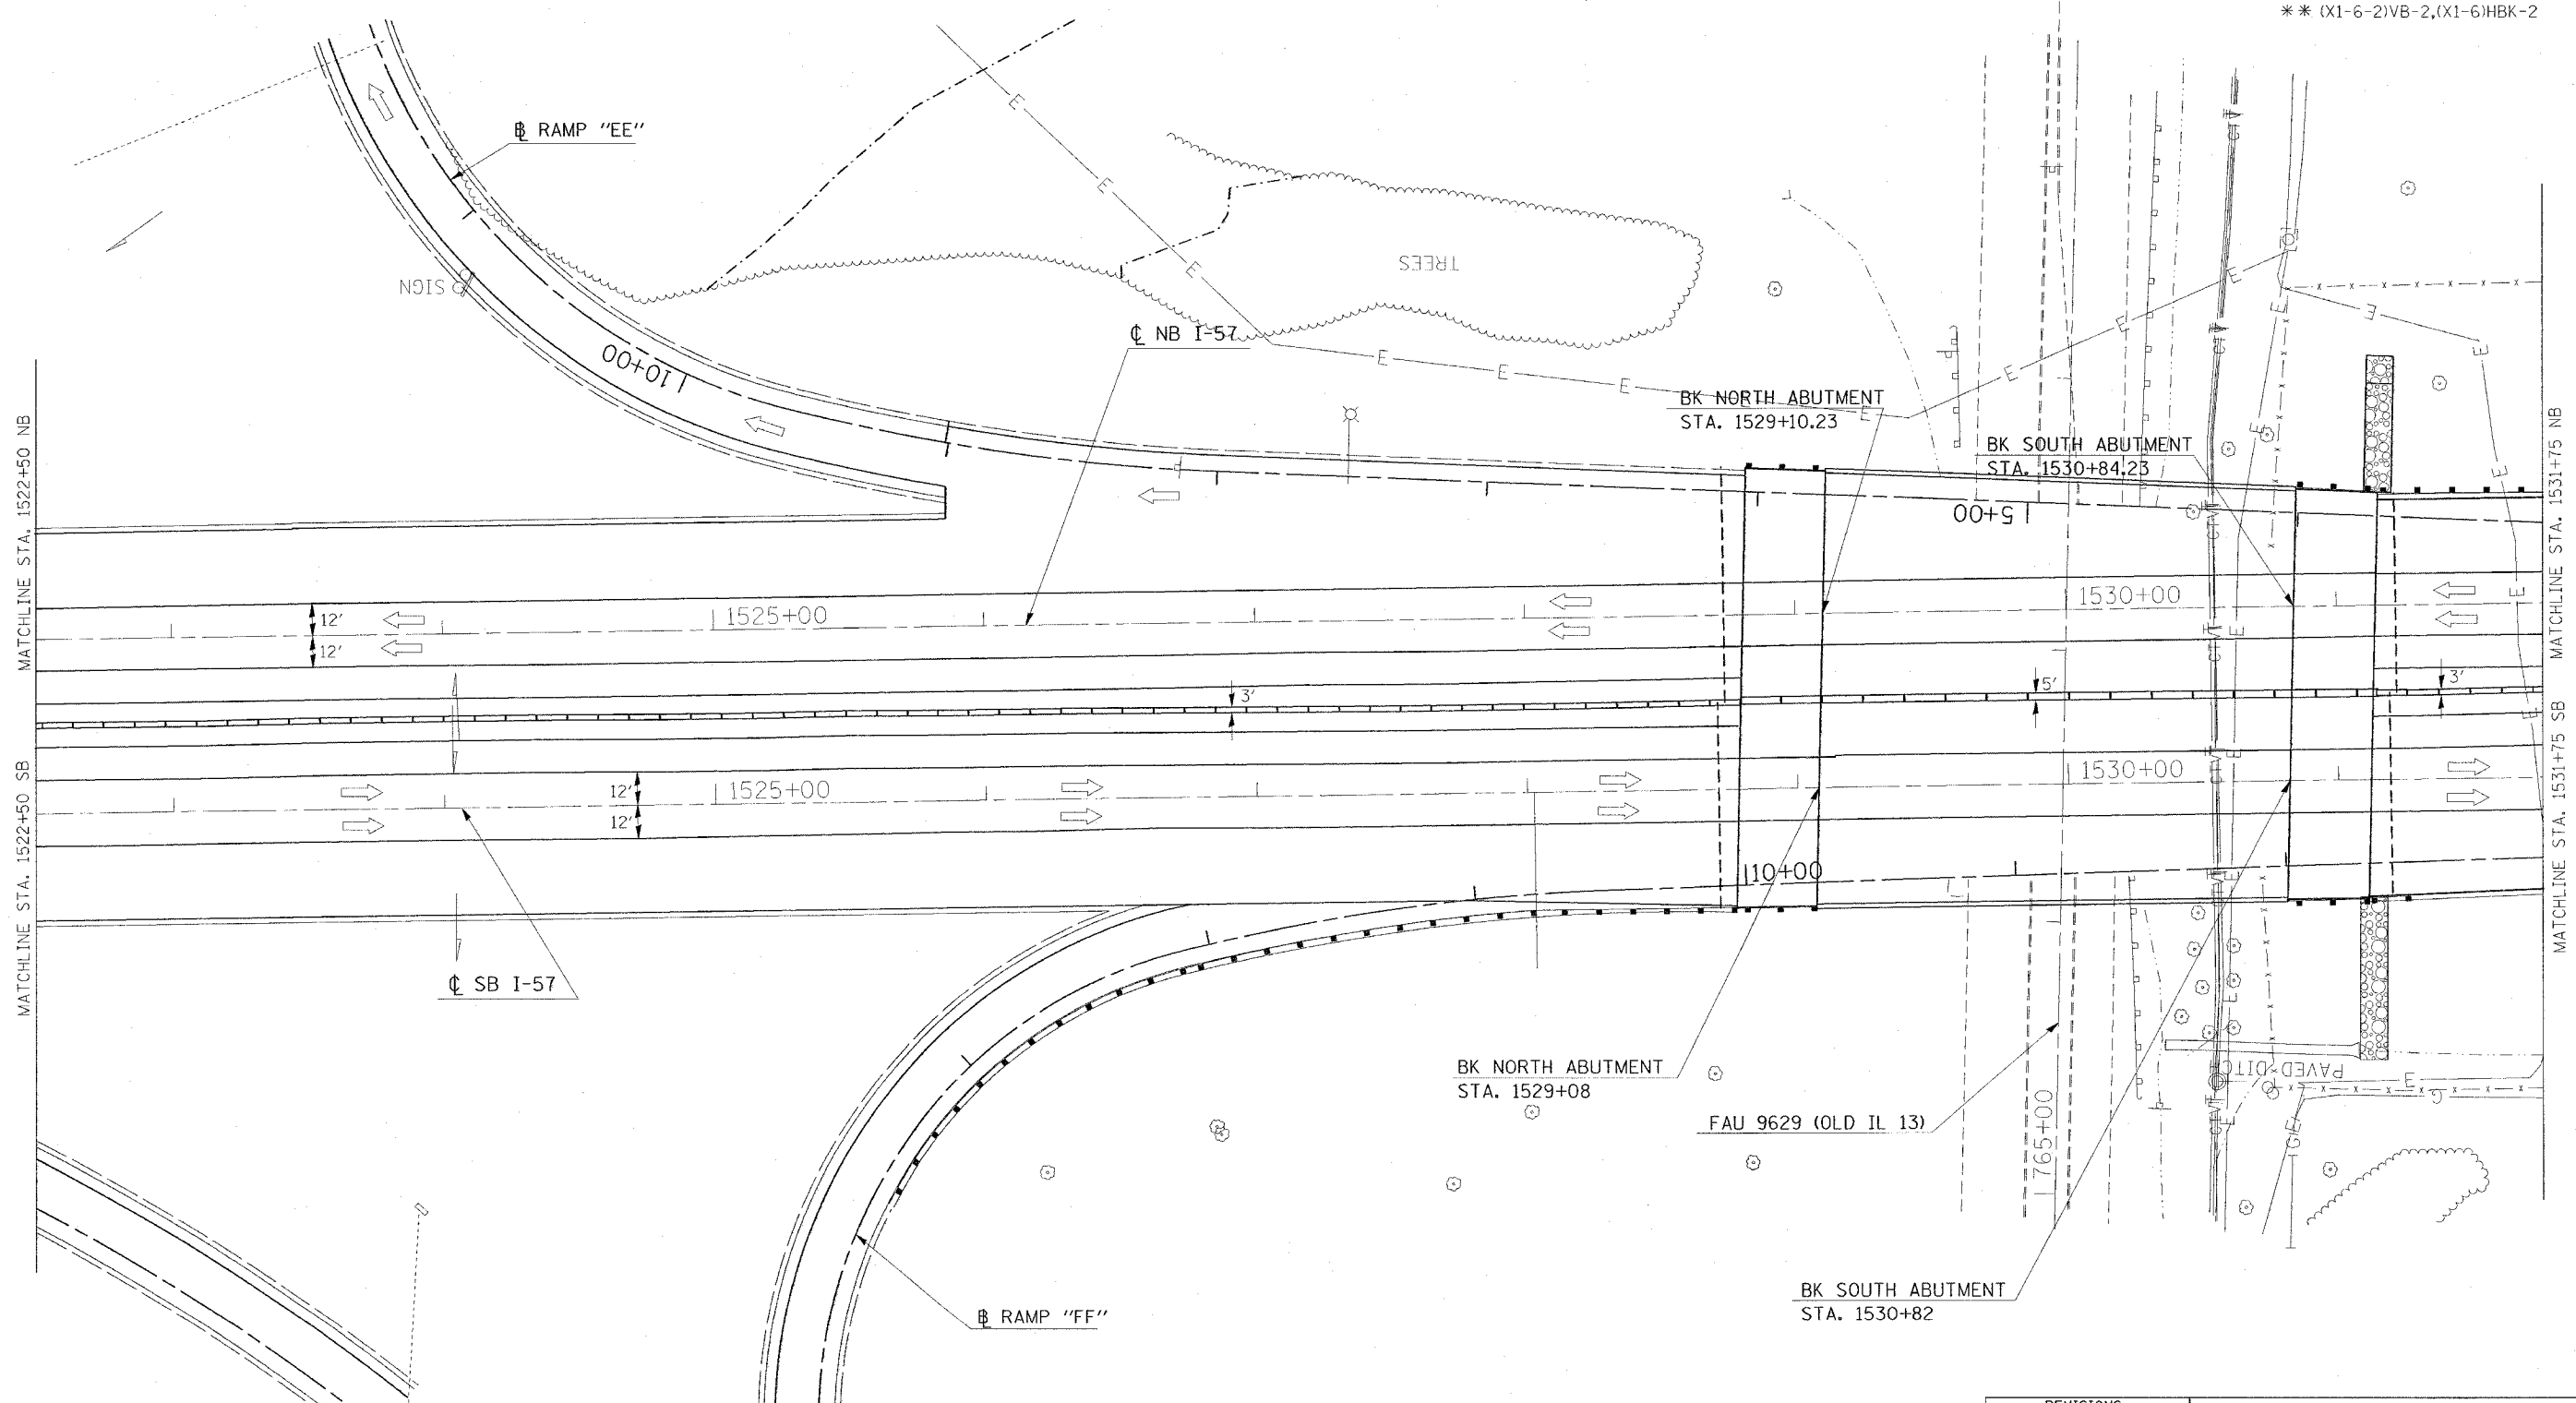 ** (X1-6-2)VB-2,(X1-6)HBK-2
℄ RAMP "EE"
TREES
SIGN
℄ NB I-57
10+00
BK NORTH ABUTMENT
STA. 1529+10.23
BK SOUTH ABUTMENT
STA. 1530+84.23
MATCHLINE STA. 1522+50 NB
MATCHLINE STA. 1531+75 NB
5+00
12'
12'
1525+00
1530+00
3'
5'
3'
MATCHLINE STA. 1522+50 SB
MATCHLINE STA. 1531+75 SB
12'
12'
1525+00
1530+00
10+00
℄ SB I-57
BK NORTH ABUTMENT
STA. 1529+08
PAVED DITCH
FAU 9629 (OLD IL 13)
1765+00
BK SOUTH ABUTMENT
STA. 1530+82
℄ RAMP "FF"
REVISIONS